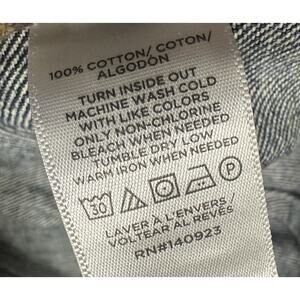 100% COTTON/ COTON/
ALGODÓN
TURN INSIDE OUT
MACHINE WASH COLD
WITH LIKE COLORS
ONLY NON-CHLORINE
BLEACH WHEN NEEDED
TUMBLE DRY LOW
WARM IRON WHEN NEEDED
30
LAVER À L'ENVERS/
VOLTEAR AL REVÉS
RN#140923